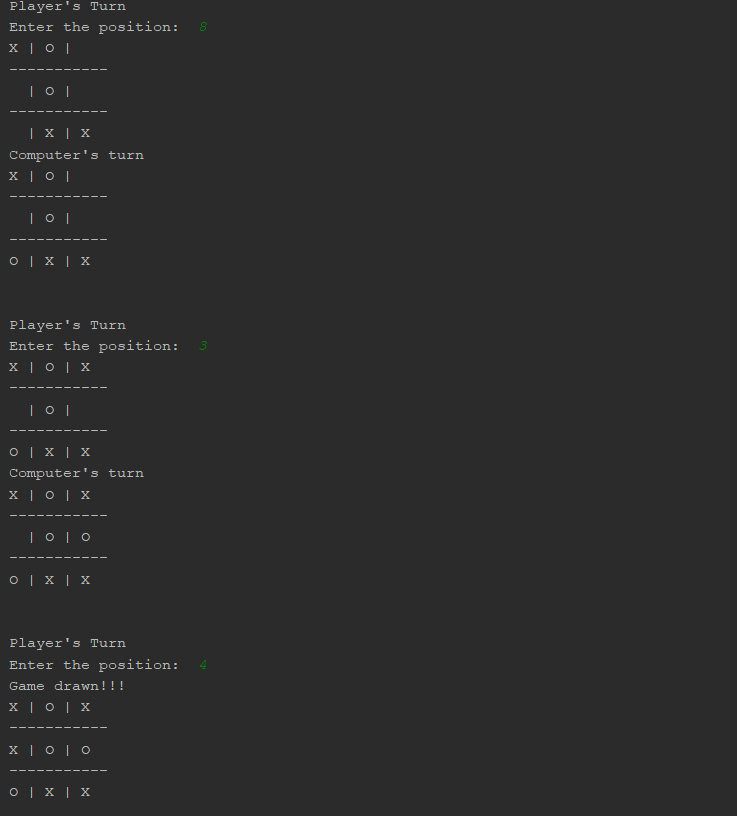 Player's Turn
Enter the position:  8
X | O |
-----------
  | O |
-----------
  | X | X
Computer's turn
X | O |
-----------
  | O |
-----------
O | X | X
Player's Turn
Enter the position:  3
X | O | X
-----------
  | O |
-----------
O | X | X
Computer's turn
X | O | X
-----------
  | O | O
-----------
O | X | X
Player's Turn
Enter the position:  4
Game drawn!!!
X | O | X
-----------
X | O | O
-----------
O | X | X